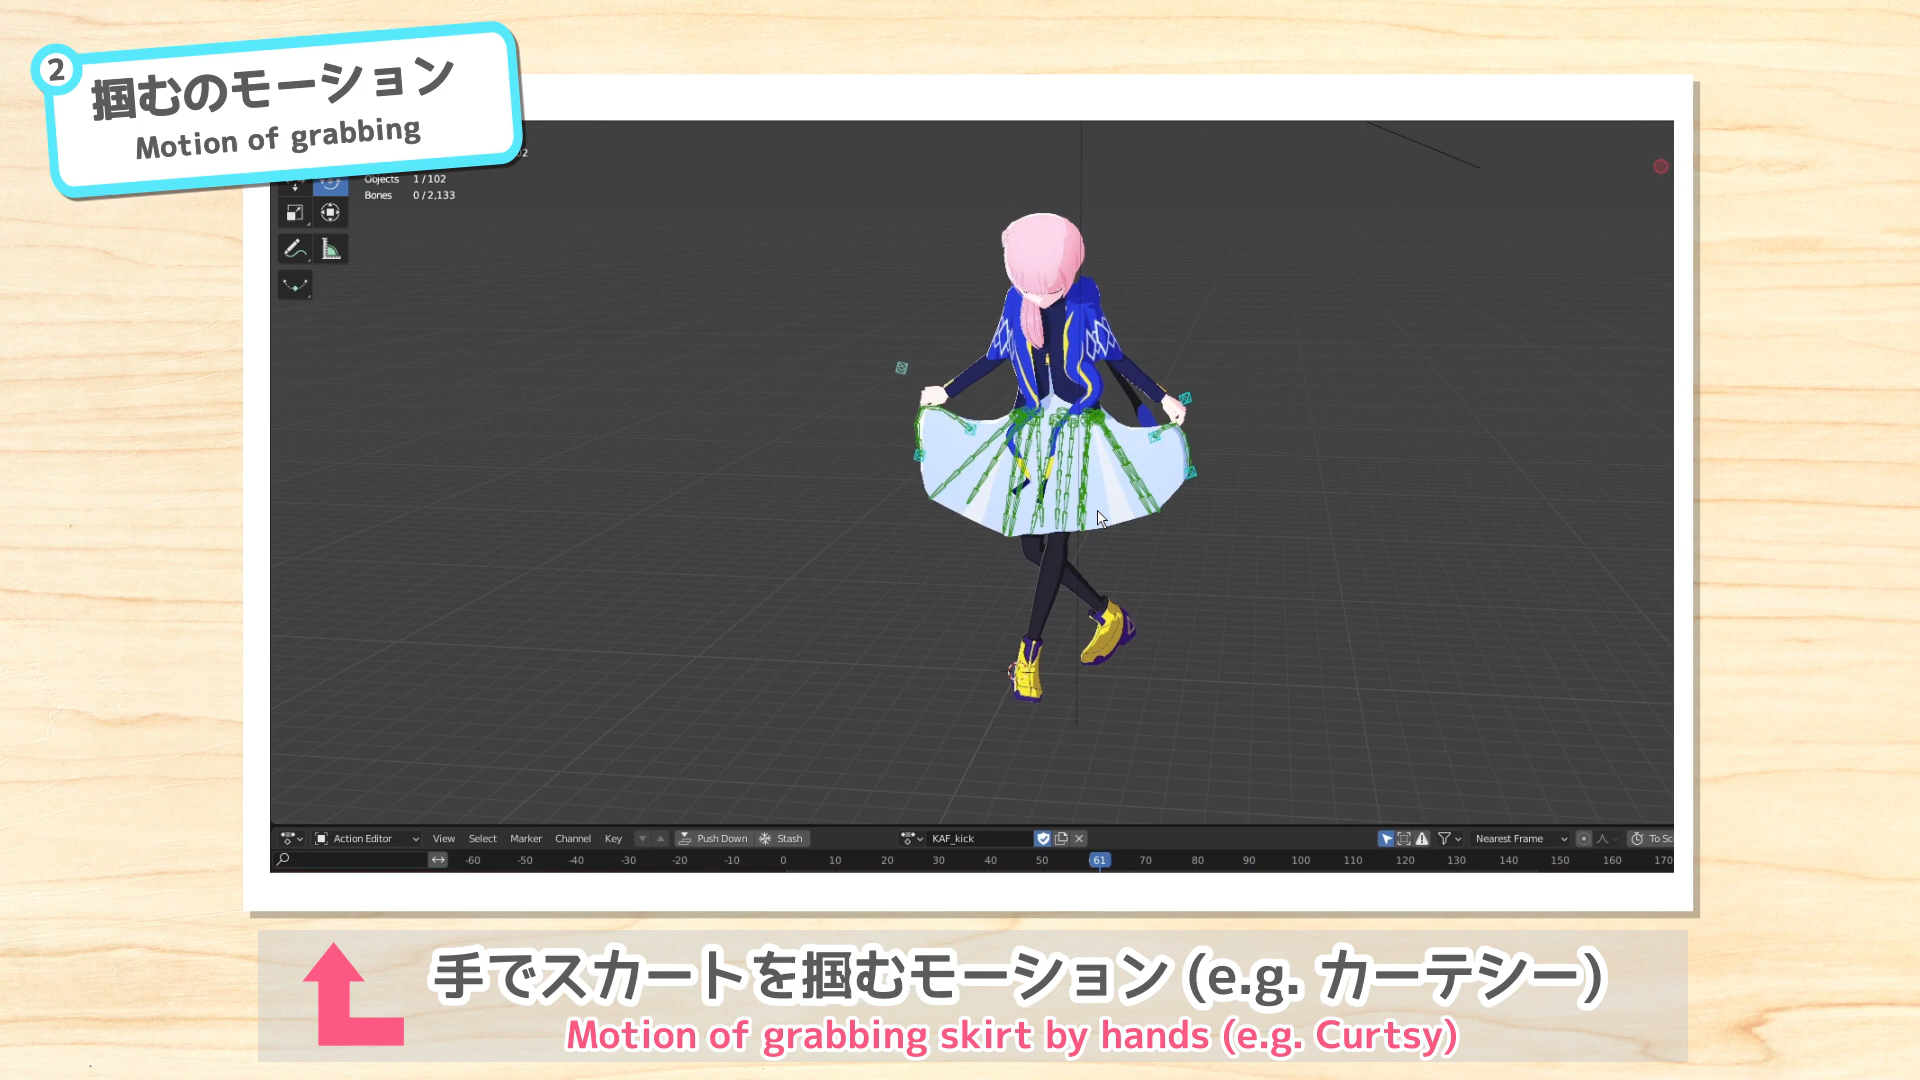 2
掴むのモーション
Motion of grabbing
Objects 1 / 102
Bones 0 / 2,133
Action Editor View Select Marker Channel Key Push Down Stash KAF_kick Nearest Frame To Sc
-60 -50 -40 -30 -20 -10 0 10 20 30 40 50 61 70 80 90 100 110 120 130 140 150 160 170
手でスカートを掴むモーション (e.g. カーテシー)
Motion of grabbing skirt by hands (e.g. Curtsy)